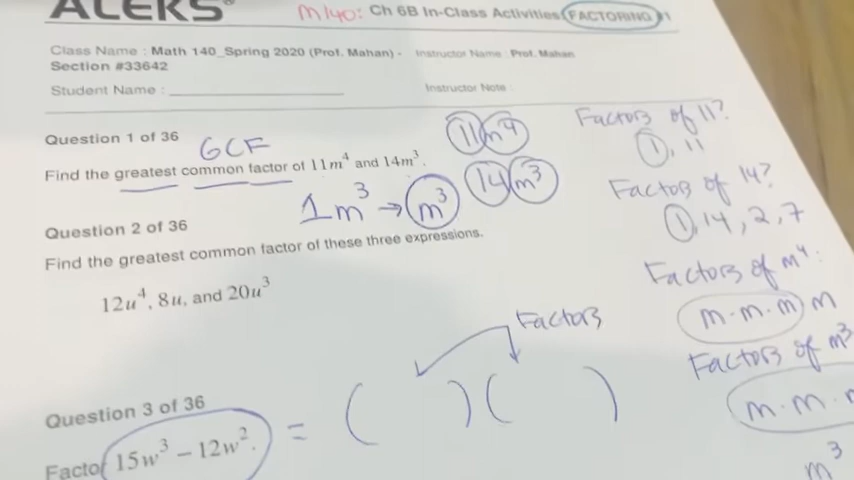 ALEKS®
M140: Ch 6B In-Class Activities FACTORING #1
Class Name : Math 140_Spring 2020 (Prof. Mahan) - Instructor Name : Prof. Mahan
Section #33642
Student Name : Instructor Note :
Question 1 of 36
GCF
Find the greatest common factor of 11m⁴ and 14m³.
11 m⁴
14 m³
1m³ → m³
Question 2 of 36
Find the greatest common factor of these three expressions.
12u⁴, 8u, and 20u³
Factors
Question 3 of 36
Factor 15w³ − 12w². = ( ) ( )
Factors of 11?
1, 11
Factors of 14?
1, 14, 2, 7
Factors of m⁴:
m·m·m m
Factors of m³
m·m·
m³